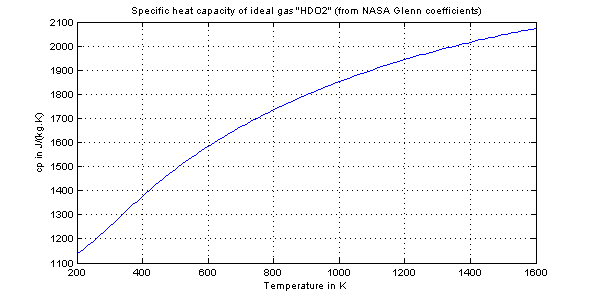 Specific heat capacity of ideal gas "HDO2" (from NASA Glenn coefficients)
2100
2000
1900
1800
1700
1600
1500
1400
1300
1200
1100
cp in J/(kg.K)
200 400 600 800 1000 1200 1400 1600
Temperature in K